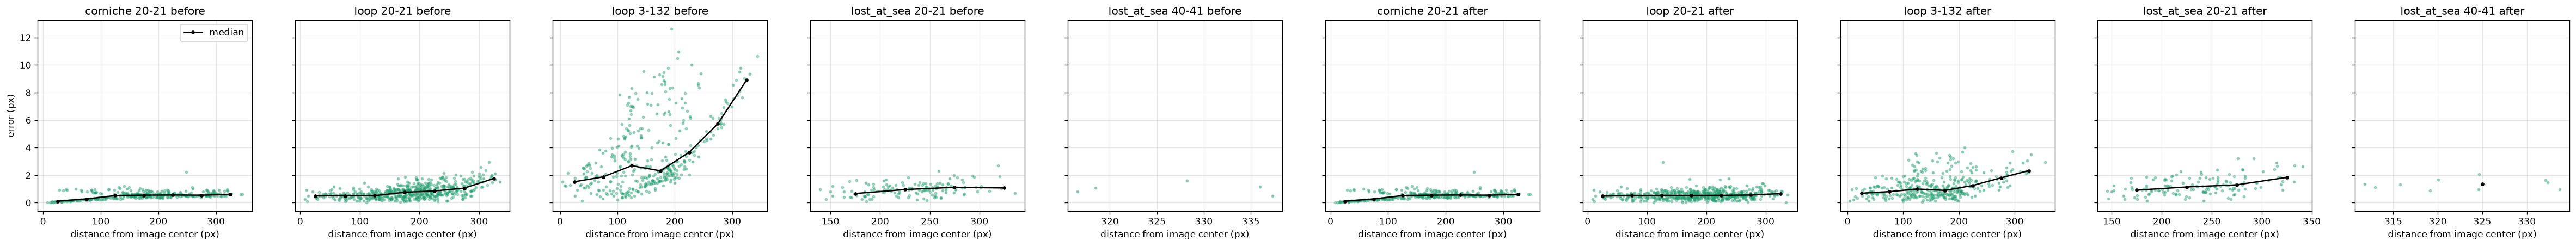 corniche 20-21 before
loop 20-21 before
loop 3-132 before
lost_at_sea 20-21 before
lost_at_sea 40-41 before
corniche 20-21 after
loop 20-21 after
loop 3-132 after
lost_at_sea 20-21 after
lost_at_sea 40-41 after
median
error (px)
12
10
8
6
4
2
0
0 100 200 300
0 100 200 300
0 100 200 300
150 200 250 300
320 325 330 335
0 100 200 300
0 100 200 300
0 100 200 300
150 200 250 300 350
315 320 325 330
distance from image center (px)
distance from image center (px)
distance from image center (px)
distance from image center (px)
distance from image center (px)
distance from image center (px)
distance from image center (px)
distance from image center (px)
distance from image center (px)
distance from image center (px)